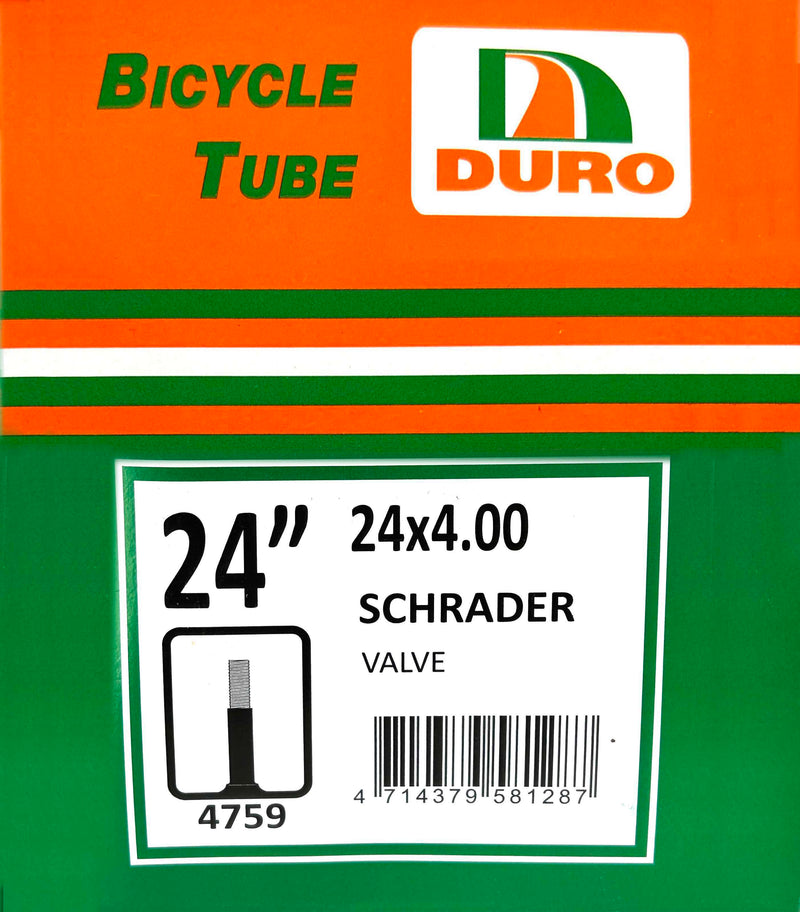 BICYCLE
TUBE
DURO
24”
24x4.00
SCHRADER
VALVE
4759
4 714379 581287